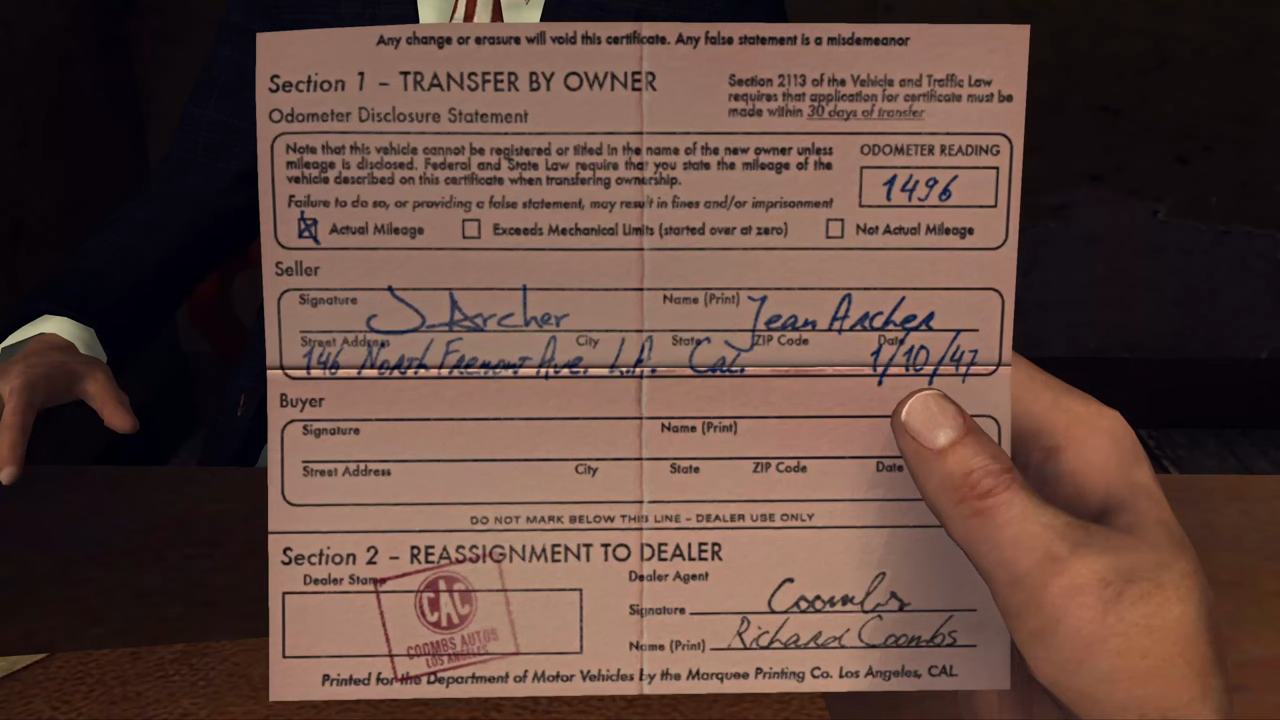 Any change or erasure will void this certificate. Any false statement is a misdemeanor
Section 1 – TRANSFER BY OWNER
Section 2113 of the Vehicle and Traffic Law
requires that application for certificate must be
made within 30 days of transfer
Odometer Disclosure Statement
Note that this vehicle cannot be registered or titled in the name of the new owner unless
mileage is disclosed. Federal and State Law require that you state the mileage of the
vehicle described on this certificate when transfering ownership.
Failure to do so, or providing a false statement, may result in fines and/or imprisonment
ODOMETER READING
1496
Actual Mileage Exceeds Mechanical Limits (started over at zero) Not Actual Mileage
Seller
Signature J Archer Name (Print) Jean Archer
Street Address City State ZIP Code Date
146 North Fremont Ave. L.A. Cal. 1/10/47
Buyer
Signature Name (Print)
Street Address City State ZIP Code Date
DO NOT MARK BELOW THIS LINE – DEALER USE ONLY
Section 2 – REASSIGNMENT TO DEALER
Dealer Stamp
CAC
COOMBS AUTOS
LOS ANGELES
Dealer Agent
Signature Coombs
Name (Print) Richard Coombs
Printed for the Department of Motor Vehicles by the Marquee Printing Co. Los Angeles, CAL